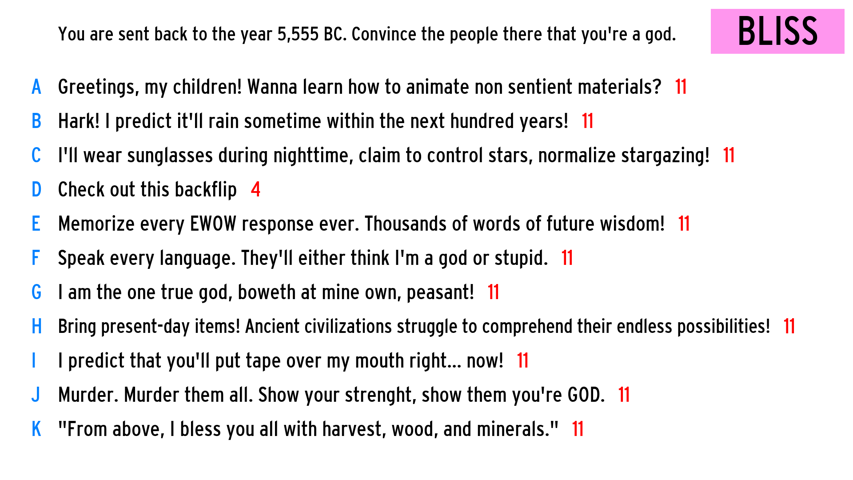 You are sent back to the year 5,555 BC. Convince the people there that you're a god.
BLISS
A Greetings, my children! Wanna learn how to animate non sentient materials? 11
B Hark! I predict it'll rain sometime within the next hundred years! 11
C I'll wear sunglasses during nighttime, claim to control stars, normalize stargazing! 11
D Check out this backflip 4
E Memorize every EWOW response ever. Thousands of words of future wisdom! 11
F Speak every language. They'll either think I'm a god or stupid. 11
G I am the one true god, boweth at mine own, peasant! 11
H Bring present-day items! Ancient civilizations struggle to comprehend their endless possibilities! 11
I I predict that you'll put tape over my mouth right... now! 11
J Murder. Murder them all. Show your strenght, show them you're GOD. 11
K "From above, I bless you all with harvest, wood, and minerals." 11